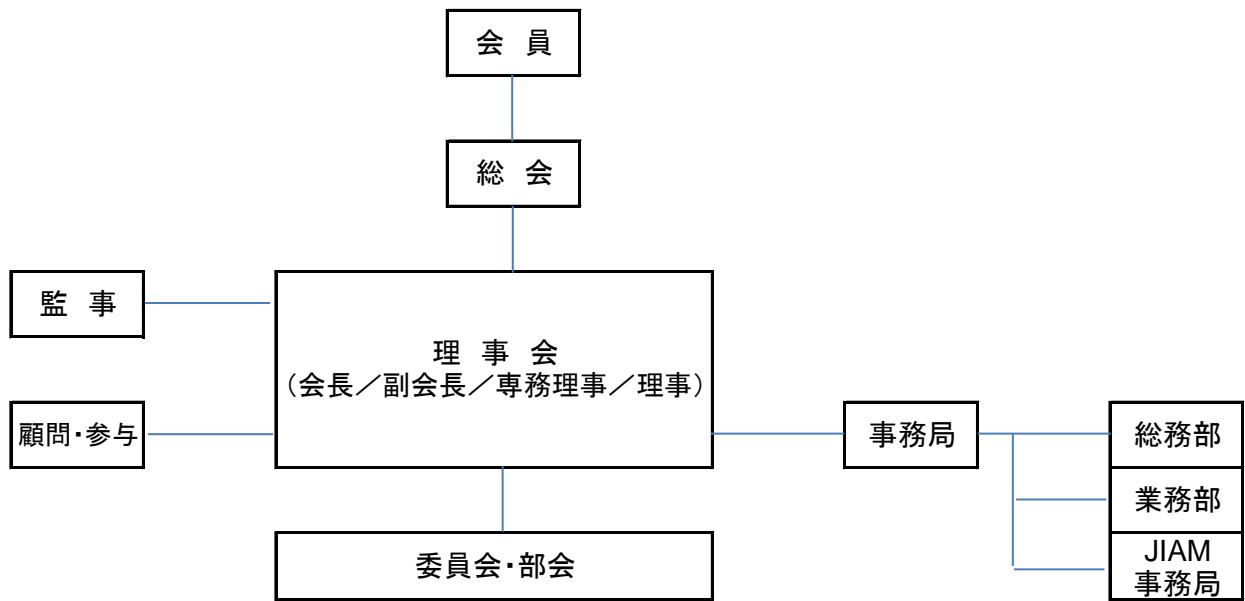 会 員
総 会
監 事
理 事 会
(会長/副会長/専務理事/理事)
顧問・参与
事務局
総務部
業務部
JIAM
事務局
委員会・部会